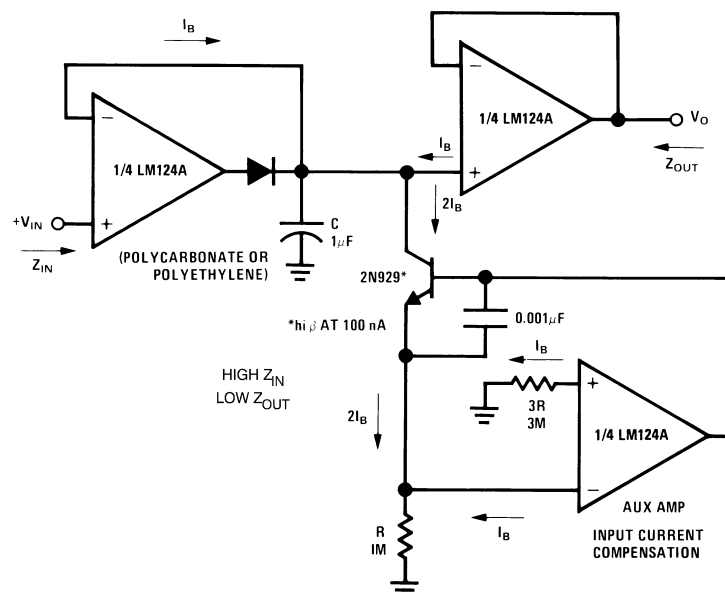 I_B
−
1/4 LM124A
+V_IN
+
Z_IN
C
1μF
(POLYCARBONATE OR
POLYETHYLENE)
−
1/4 LM124A
+
V_O
Z_OUT
I_B
2I_B
2N929*
*hi β AT 100 nA
0.001μF
HIGH Z_IN
LOW Z_OUT
I_B
3R
3M
+
1/4 LM124A
−
2I_B
AUX AMP
INPUT CURRENT
COMPENSATION
I_B
R
1M